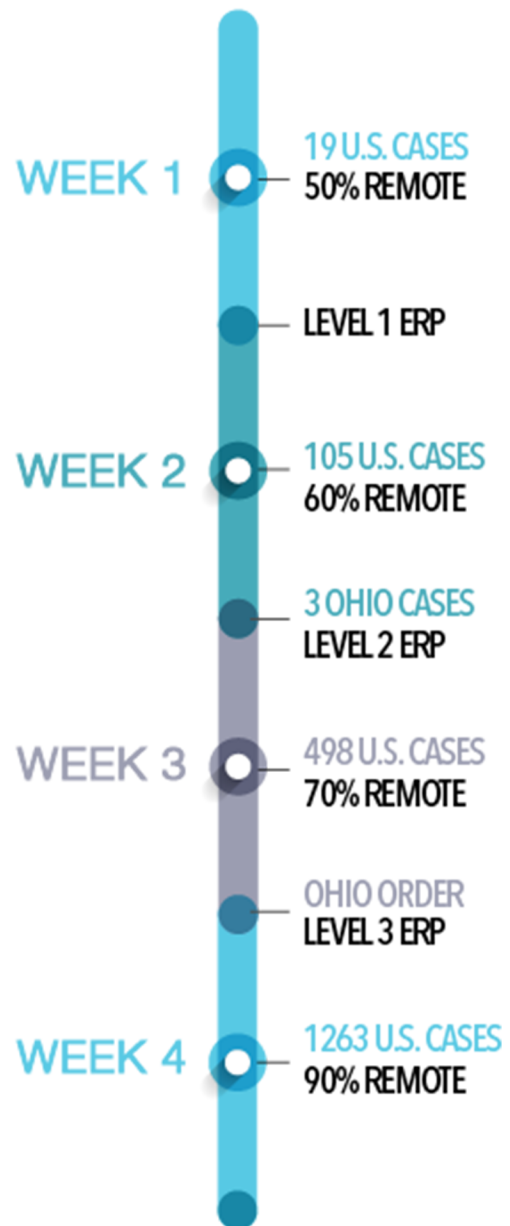 WEEK 1
19 U.S. CASES
50% REMOTE
LEVEL 1 ERP
WEEK 2
105 U.S. CASES
60% REMOTE
3 OHIO CASES
LEVEL 2 ERP
WEEK 3
498 U.S. CASES
70% REMOTE
OHIO ORDER
LEVEL 3 ERP
WEEK 4
1263 U.S. CASES
90% REMOTE